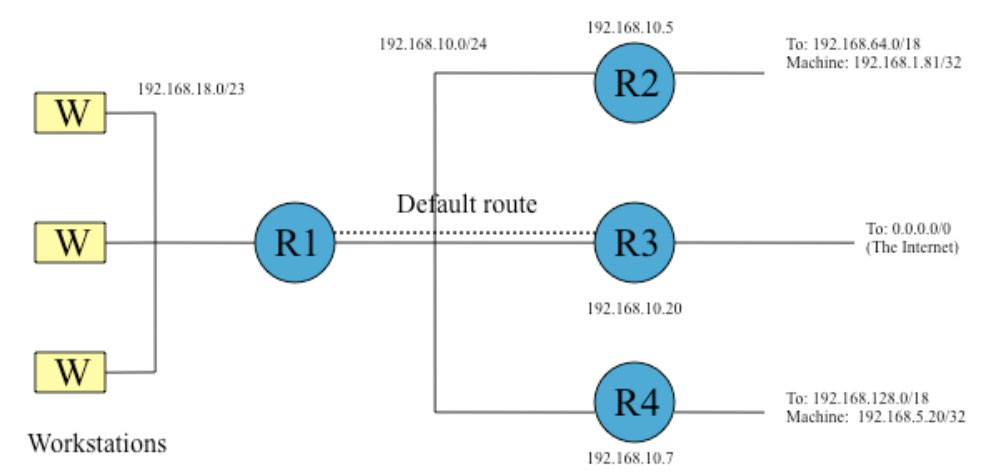 192.168.10.5
192.168.10.0/24
To: 192.168.64.0/18
Machine: 192.168.1.81/32
R2
192.168.18.0/23
W
Default route
W
R1
R3
To: 0.0.0.0/0
(The Internet)
192.168.10.20
W
R4
To: 192.168.128.0/18
Machine:  192.168.5.20/32
Workstations
192.168.10.7